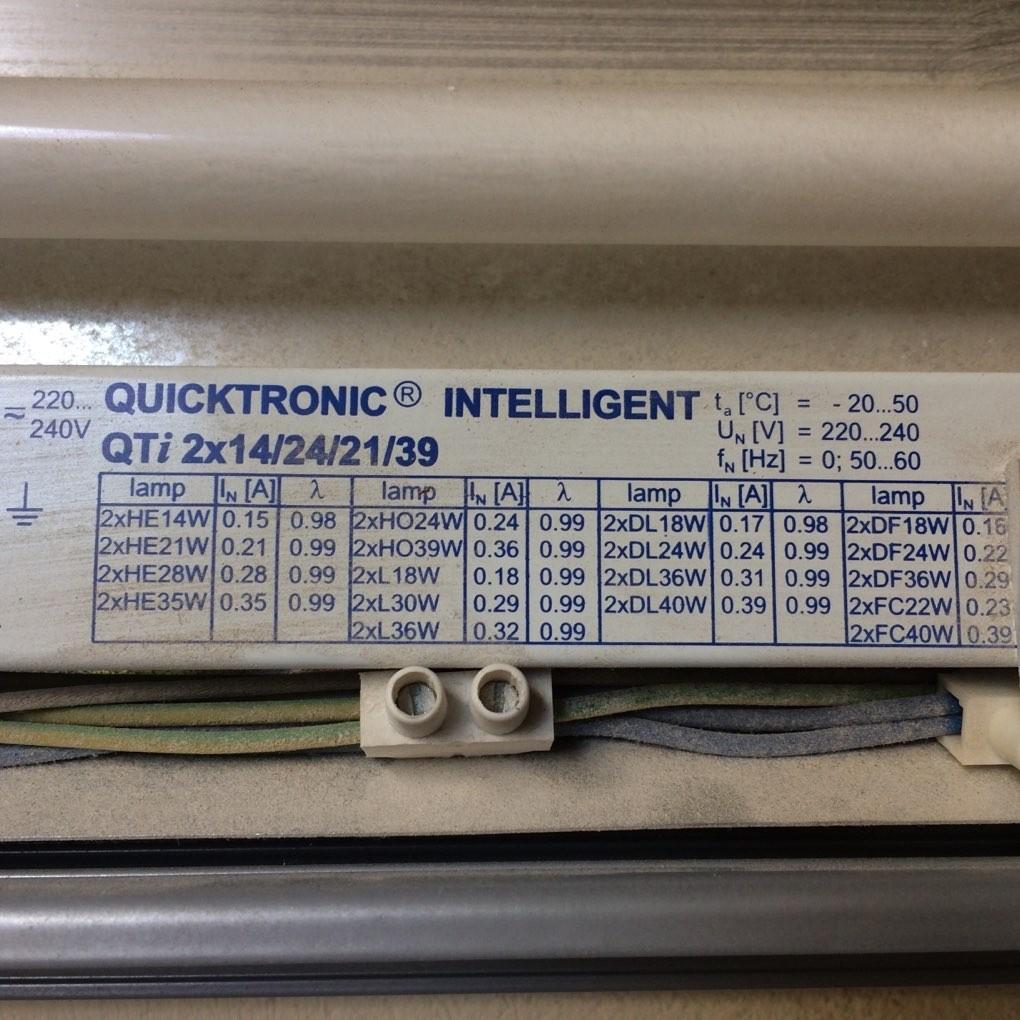 ≂ 220...
240V
QUICKTRONIC® INTELLIGENT
QTi 2x14/24/21/39
ta [°C] = - 20...50
UN [V] = 220...240
fN [Hz] = 0; 50...60
lamp IN [A] λ lamp IN [A] λ lamp IN [A] λ lamp IN [A
2xHE14W 0.15 0.98 2xHO24W 0.24 0.99 2xDL18W 0.17 0.98 2xDF18W 0.16
2xHE21W 0.21 0.99 2xHO39W 0.36 0.99 2xDL24W 0.24 0.99 2xDF24W 0.22
2xHE28W 0.28 0.99 2xL18W 0.18 0.99 2xDL36W 0.31 0.99 2xDF36W 0.29
2xHE35W 0.35 0.99 2xL30W 0.29 0.99 2xDL40W 0.39 0.99 2xFC22W 0.23
2xL36W 0.32 0.99 2xFC40W 0.39